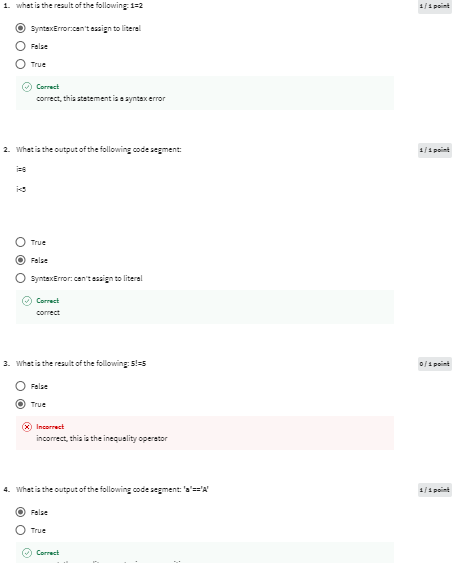 1. what is the result of the following: 1=2
1 / 1 point
SyntaxError:can't assign to literal
False
True
Correct
correct, this statement is a syntax error
2. What is the output of the following code segment:
1 / 1 point
i=6
i<5
True
False
SyntaxError: can't assign to literal
Correct
correct
3. What is the result of the following: 5!=5
0 / 1 point
False
True
Incorrect
incorrect, this is the inequality operator
4. What is the output of the following code segment: 'a'=='A'
1 / 1 point
False
True
Correct